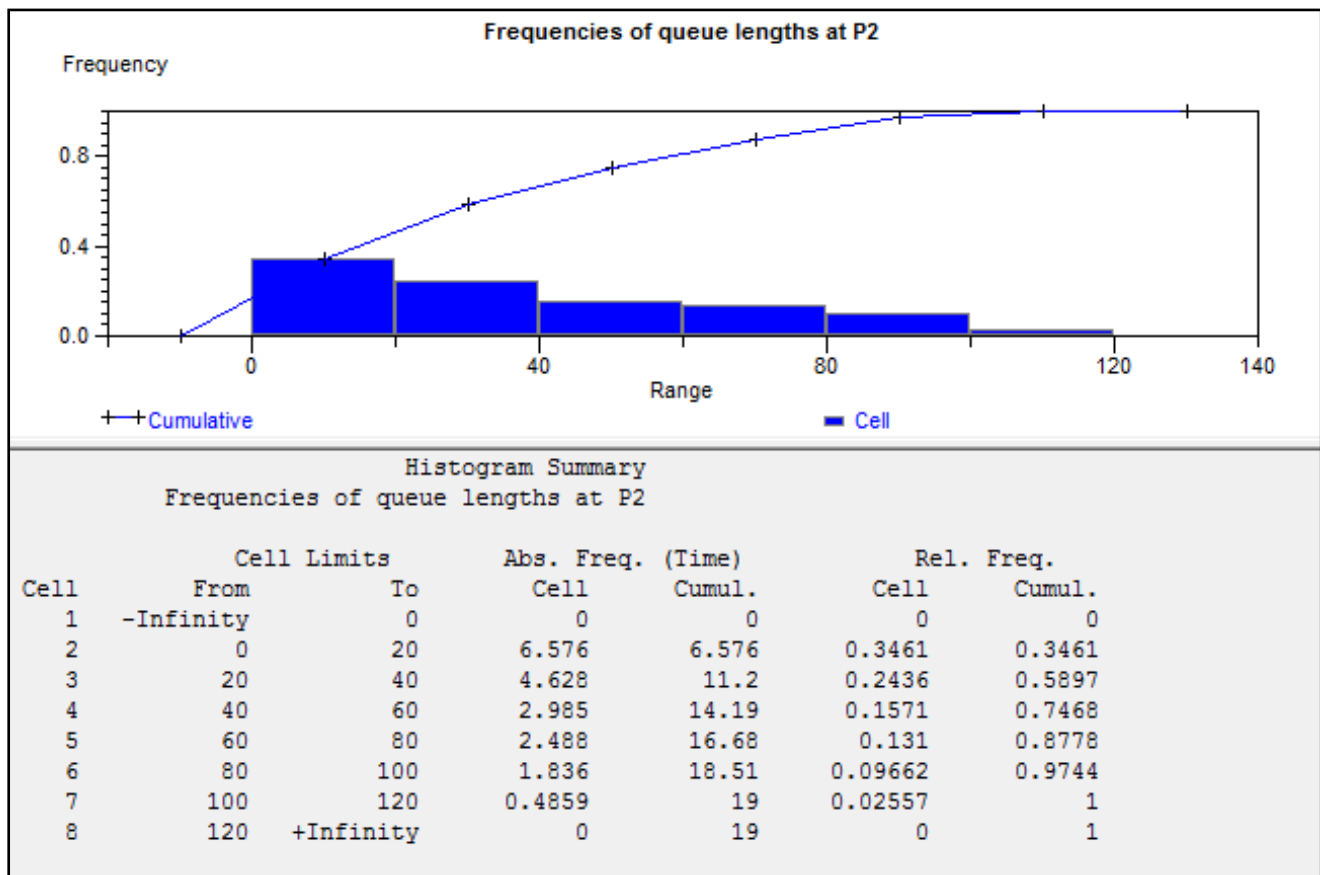 Frequencies of queue lengths at P2
Frequency
0.8
0.4
0.0
0 40 80 120 140
Range
Cumulative Cell
Histogram Summary
Frequencies of queue lengths at P2
Cell Limits Abs. Freq. (Time) Rel. Freq.
Cell From To Cell Cumul. Cell Cumul.
1 -Infinity 0 0 0 0 0
2 0 20 6.576 6.576 0.3461 0.3461
3 20 40 4.628 11.2 0.2436 0.5897
4 40 60 2.985 14.19 0.1571 0.7468
5 60 80 2.488 16.68 0.131 0.8778
6 80 100 1.836 18.51 0.09662 0.9744
7 100 120 0.4859 19 0.02557 1
8 120 +Infinity 0 19 0 1